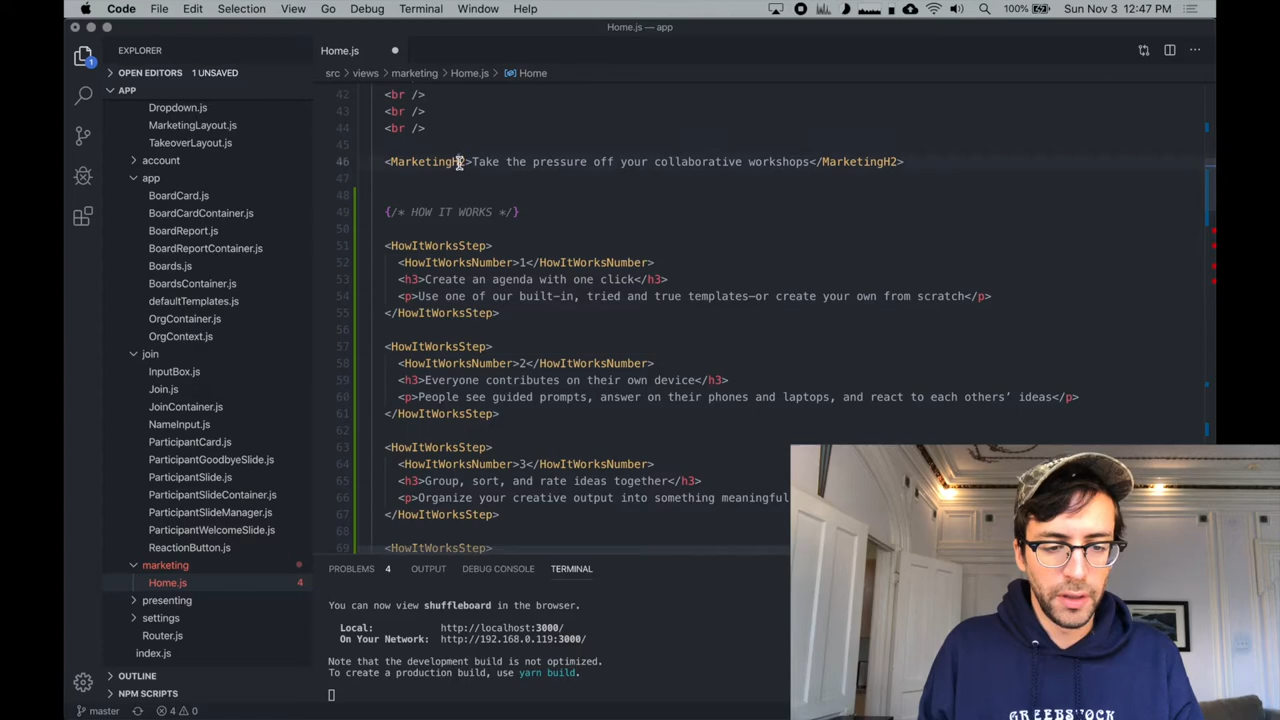 Code File Edit Selection View Go Debug Terminal Window Help 100% Sun Nov 3 12:47 PM
Home.js — app
EXPLORER
Home.js
OPEN EDITORS 1 UNSAVED
src › views › marketing › Home.js › Home
APP
Dropdown.js
MarketingLayout.js
TakeoverLayout.js
account
app
BoardCard.js
BoardCardContainer.js
BoardReport.js
BoardReportContainer.js
Boards.js
BoardsContainer.js
defaultTemplates.js
OrgContainer.js
OrgContext.js
join
InputBox.js
Join.js
JoinContainer.js
NameInput.js
ParticipantCard.js
ParticipantGoodbyeSlide.js
ParticipantSlide.js
ParticipantSlideContainer.js
ParticipantSlideManager.js
ParticipantWelcomeSlide.js
ReactionButton.js
marketing
Home.js 4
presenting
settings
Router.js
index.js
OUTLINE
NPM SCRIPTS
master 4 0
1
42 <br />
43 <br />
44 <br />
45
46 <MarketingH2>Take the pressure off your collaborative workshops</MarketingH2>
47
48
49 {/* HOW IT WORKS */}
50
51 <HowItWorksStep>
52 <HowItWorksNumber>1</HowItWorksNumber>
53 <h3>Create an agenda with one click</h3>
54 <p>Use one of our built-in, tried and true templates—or create your own from scratch</p>
55 </HowItWorksStep>
56
57 <HowItWorksStep>
58 <HowItWorksNumber>2</HowItWorksNumber>
59 <h3>Everyone contributes on their own device</h3>
60 <p>People see guided prompts, answer on their phones and laptops, and react to each others’ ideas</p>
61 </HowItWorksStep>
62
63 <HowItWorksStep>
64 <HowItWorksNumber>3</HowItWorksNumber>
65 <h3>Group, sort, and rate ideas together</h3>
66 <p>Organize your creative output into something meaningful
67 </HowItWorksStep>
68
69 <HowItWorksStep>
PROBLEMS 4 OUTPUT DEBUG CONSOLE TERMINAL
You can now view shuffleboard in the browser.
Local: http://localhost:3000/
On Your Network: http://192.168.0.119:3000/
Note that the development build is not optimized.
To create a production build, use yarn build.